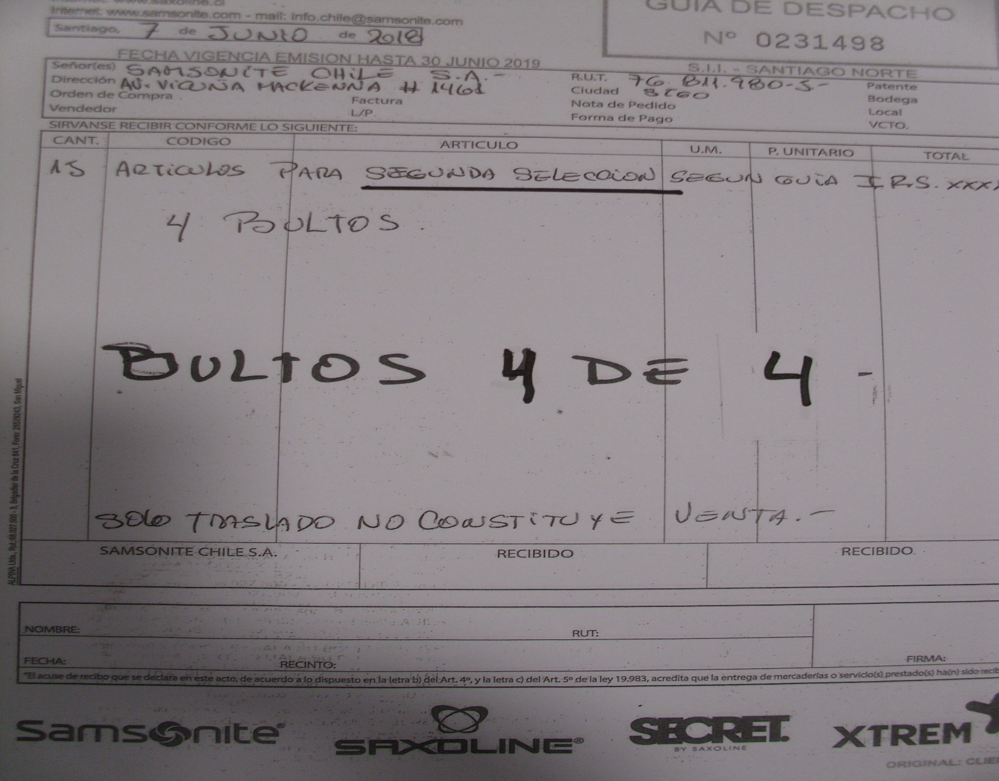 Internet: www.saxoline.cl
Internet: www.samsonite.com - mail: info.chile@samsonite.com
Santiago, 7 de JUNIO de 2018
GUIA DE DESPACHO
Nº 0231498
FECHA VIGENCIA EMISION HASTA 30 JUNIO 2019
S.I.I. - SANTIAGO NORTE
Señor(es) SAMSONITE CHILE S.A.-
R.U.T. 76.811.980-5-
Patente
Dirección AV. VICUÑA MACKENNA # 1461
Ciudad STGO
Bodega
Orden de Compra
Factura
Nota de Pedido
Local
Vendedor
L/P.
Forma de Pago
VCTO.
SIRVANSE RECIBIR CONFORME LO SIGUIENTE:
CANT. CODIGO ARTICULO U.M. P. UNITARIO TOTAL
15 ARTICULOS PARA SEGUNDA SELECCION SEGUN GUIA I R.S. XXX
4 BULTOS.
BULTOS 4 DE 4 -
SOLO TRASLADO NO CONSTITUYE VENTA.-
SAMSONITE CHILE S.A. RECIBIDO RECIBIDO
NOMBRE: RUT:
FECHA: RECINTO: FIRMA:
"El acuse de recibo que se declara en este acto, de acuerdo a lo dispuesto en la letra b) del Art. 4º, y la letra c) del Art. 5º de la ley 19.983, acredita que la entrega de mercaderías o servicio(s) prestado(s) ha(n) sido recib
Samsonite®
SAXOLINE®
SECRET.
BY SAXOLINE
XTREM
ORIGINAL: CLIE
ALPINA Ltda., Rut.:88.027.500 - 3, Brigadier de la Cruz 641, Fono: 25529243, San Miguel